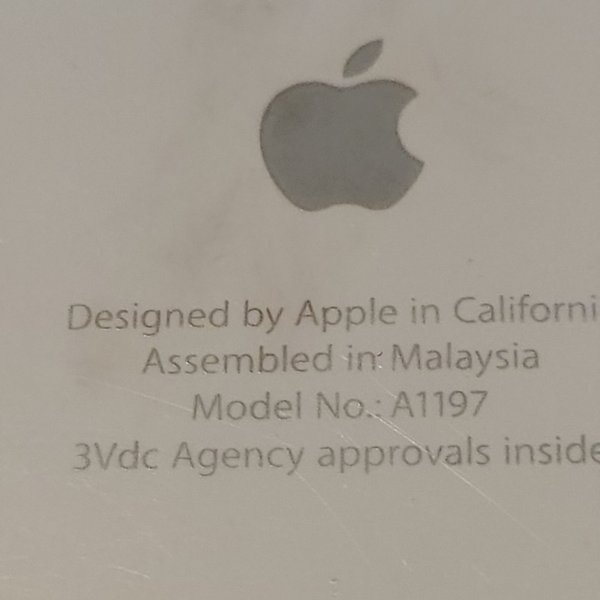 Designed by Apple in Californi
Assembled in Malaysia
Model No.: A1197
3Vdc Agency approvals inside